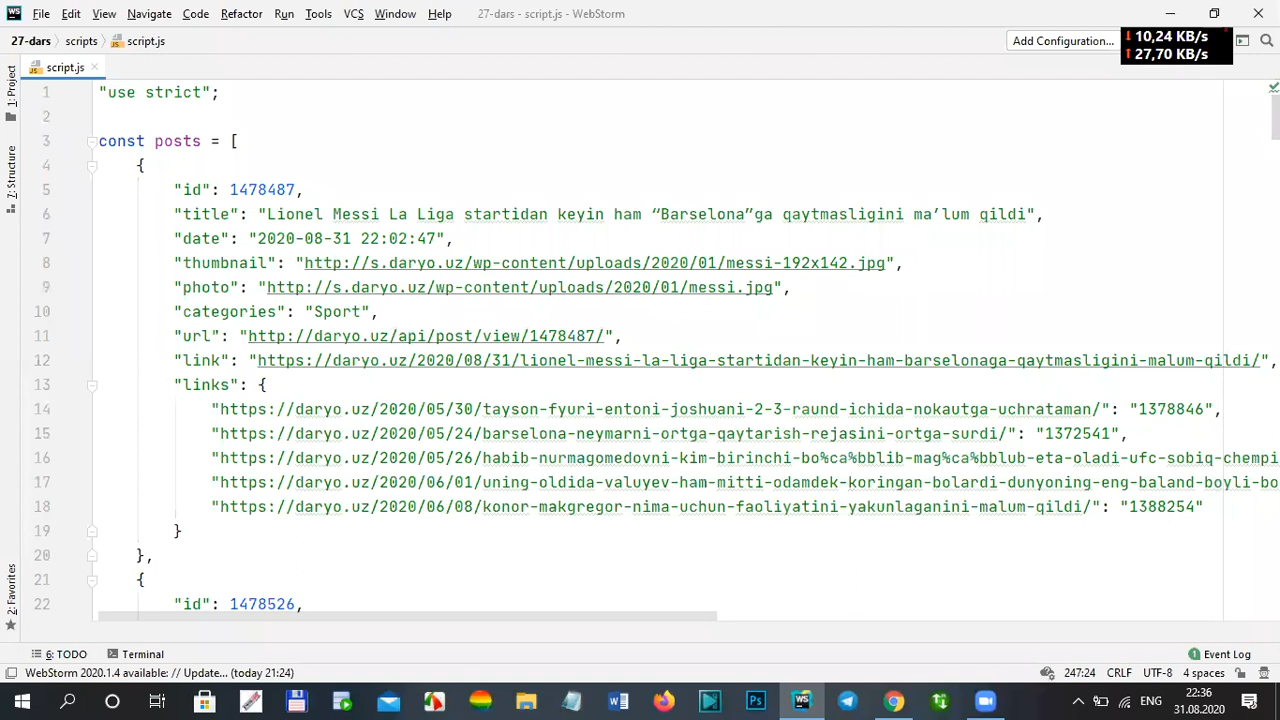 File Edit View Navigate Code Refactor Run Tools VCS Window Help 27-dars - script.js - WebStorm
27-dars scripts script.js Add Configuration...
10,24 KB/s
27,70 KB/s
script.js
1: Project
7: Structure
2: Favorites
1 "use strict";
2
3 const posts = [
4 {
5 "id": 1478487,
6 "title": "Lionel Messi La Liga startidan keyin ham “Barselona”ga qaytmasligini ma’lum qildi",
7 "date": "2020-08-31 22:02:47",
8 "thumbnail": "http://s.daryo.uz/wp-content/uploads/2020/01/messi-192x142.jpg",
9 "photo": "http://s.daryo.uz/wp-content/uploads/2020/01/messi.jpg",
10 "categories": "Sport",
11 "url": "http://daryo.uz/api/post/view/1478487/",
12 "link": "https://daryo.uz/2020/08/31/lionel-messi-la-liga-startidan-keyin-ham-barselonaga-qaytmasligini-malum-qildi/",
13 "links": {
14 "https://daryo.uz/2020/05/30/tayson-fyuri-entoni-joshuani-2-3-raund-ichida-nokautga-uchrataman/": "1378846",
15 "https://daryo.uz/2020/05/24/barselona-neymarni-ortga-qaytarish-rejasini-ortga-surdi/": "1372541",
16 "https://daryo.uz/2020/05/26/habib-nurmagomedovni-kim-birinchi-bo%ca%bblib-mag%ca%bblub-eta-oladi-ufc-sobiq-chempi
17 "https://daryo.uz/2020/06/01/uning-oldida-valuyev-ham-mitti-odamdek-koringan-bolardi-dunyoning-eng-baland-boyli-bo
18 "https://daryo.uz/2020/06/08/konor-makgregor-nima-uchun-faoliyatini-yakunlaganini-malum-qildi/": "1388254"
19 }
20 },
21 {
22 "id": 1478526,
6: TODO Terminal Event Log
WebStorm 2020.1.4 available: // Update... (today 21:24) 247:24 CRLF UTF-8 4 spaces
ENG 22:36
31.08.2020